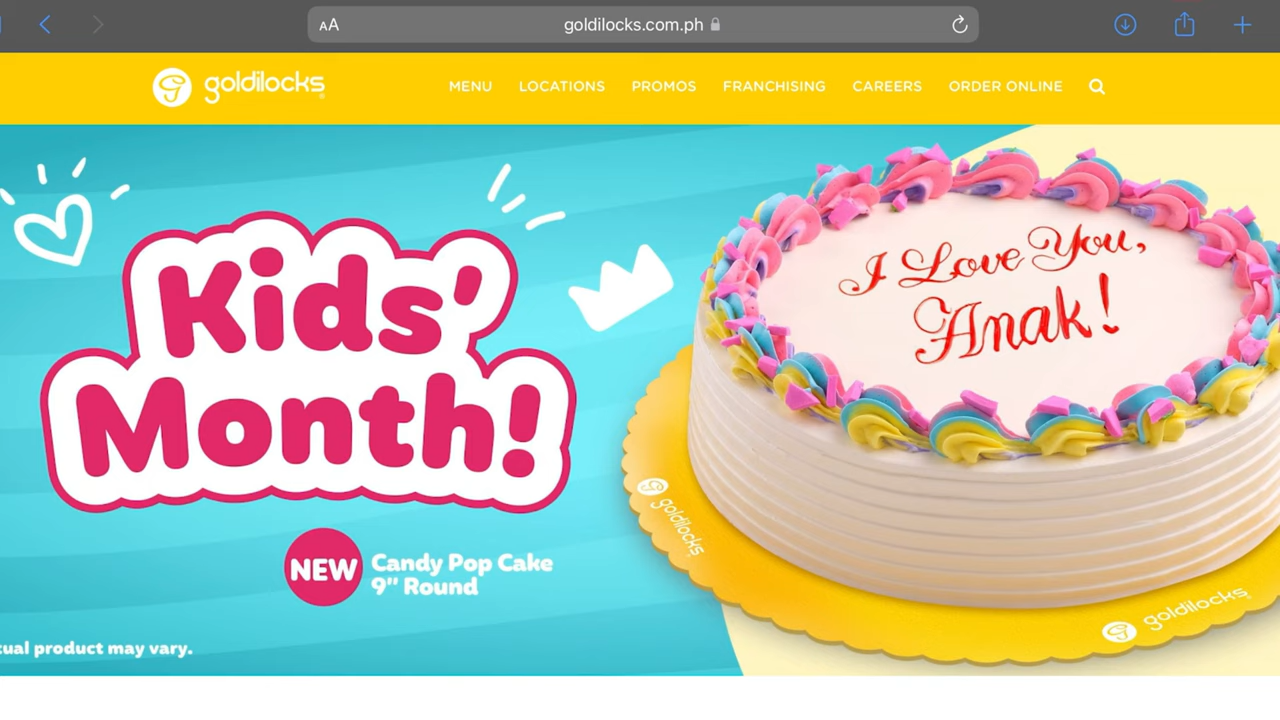 AA goldilocks.com.ph
goldilocks
MENU LOCATIONS PROMOS FRANCHISING CAREERS ORDER ONLINE
Kids'
Month!
I Love You,
Anak!
NEW
Candy Pop Cake
9" Round
goldilocks
goldilocks
product may vary.